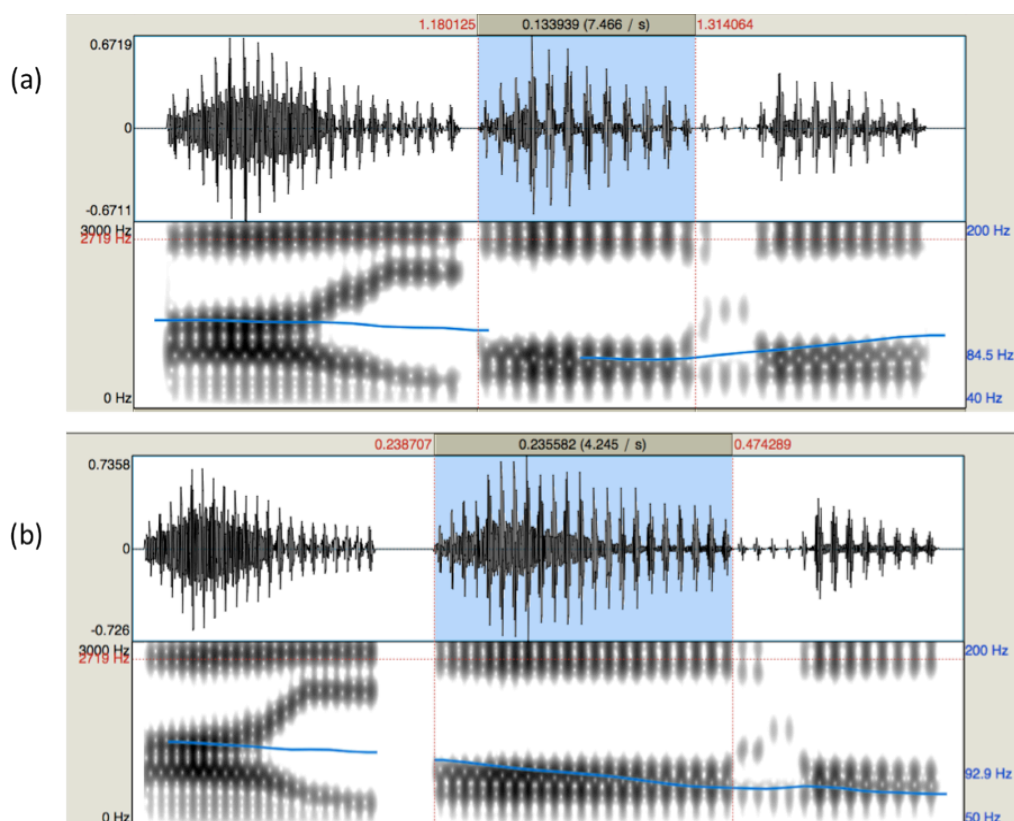 (a)
1.180125 0.133939 (7.466 / s) 1.314064
0.6719
0
-0.6711
3000 Hz 200 Hz
2719 Hz
84.5 Hz
0 Hz 40 Hz
(b)
0.238707 0.235582 (4.245 / s) 0.474289
0.7358
0
-0.726
3000 Hz 200 Hz
2719 Hz
92.9 Hz
0 Hz 50 Hz